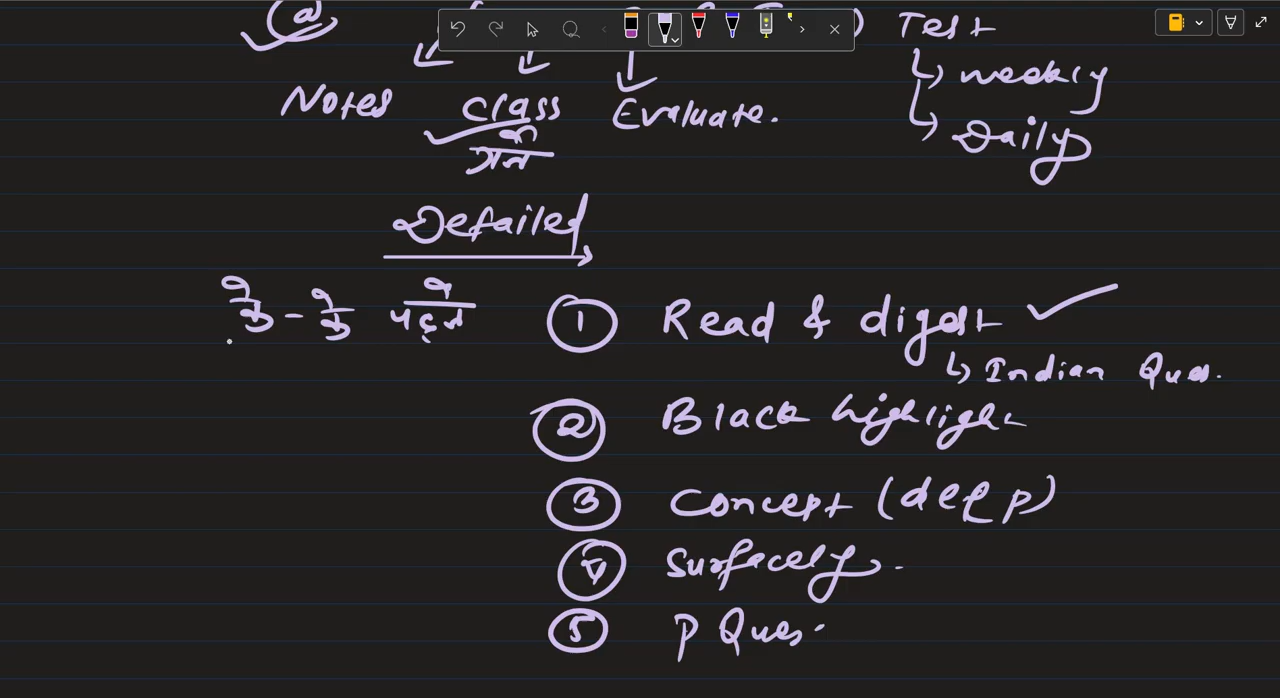 @
Test
↳ weekly
Notes class Evaluate.
↳ Daily
Detailed
① Read & digest ✓
↳ Indian Ques.
② Black highlight
③ Concept (deep)
④ Surfacely.
⑤ P Ques.